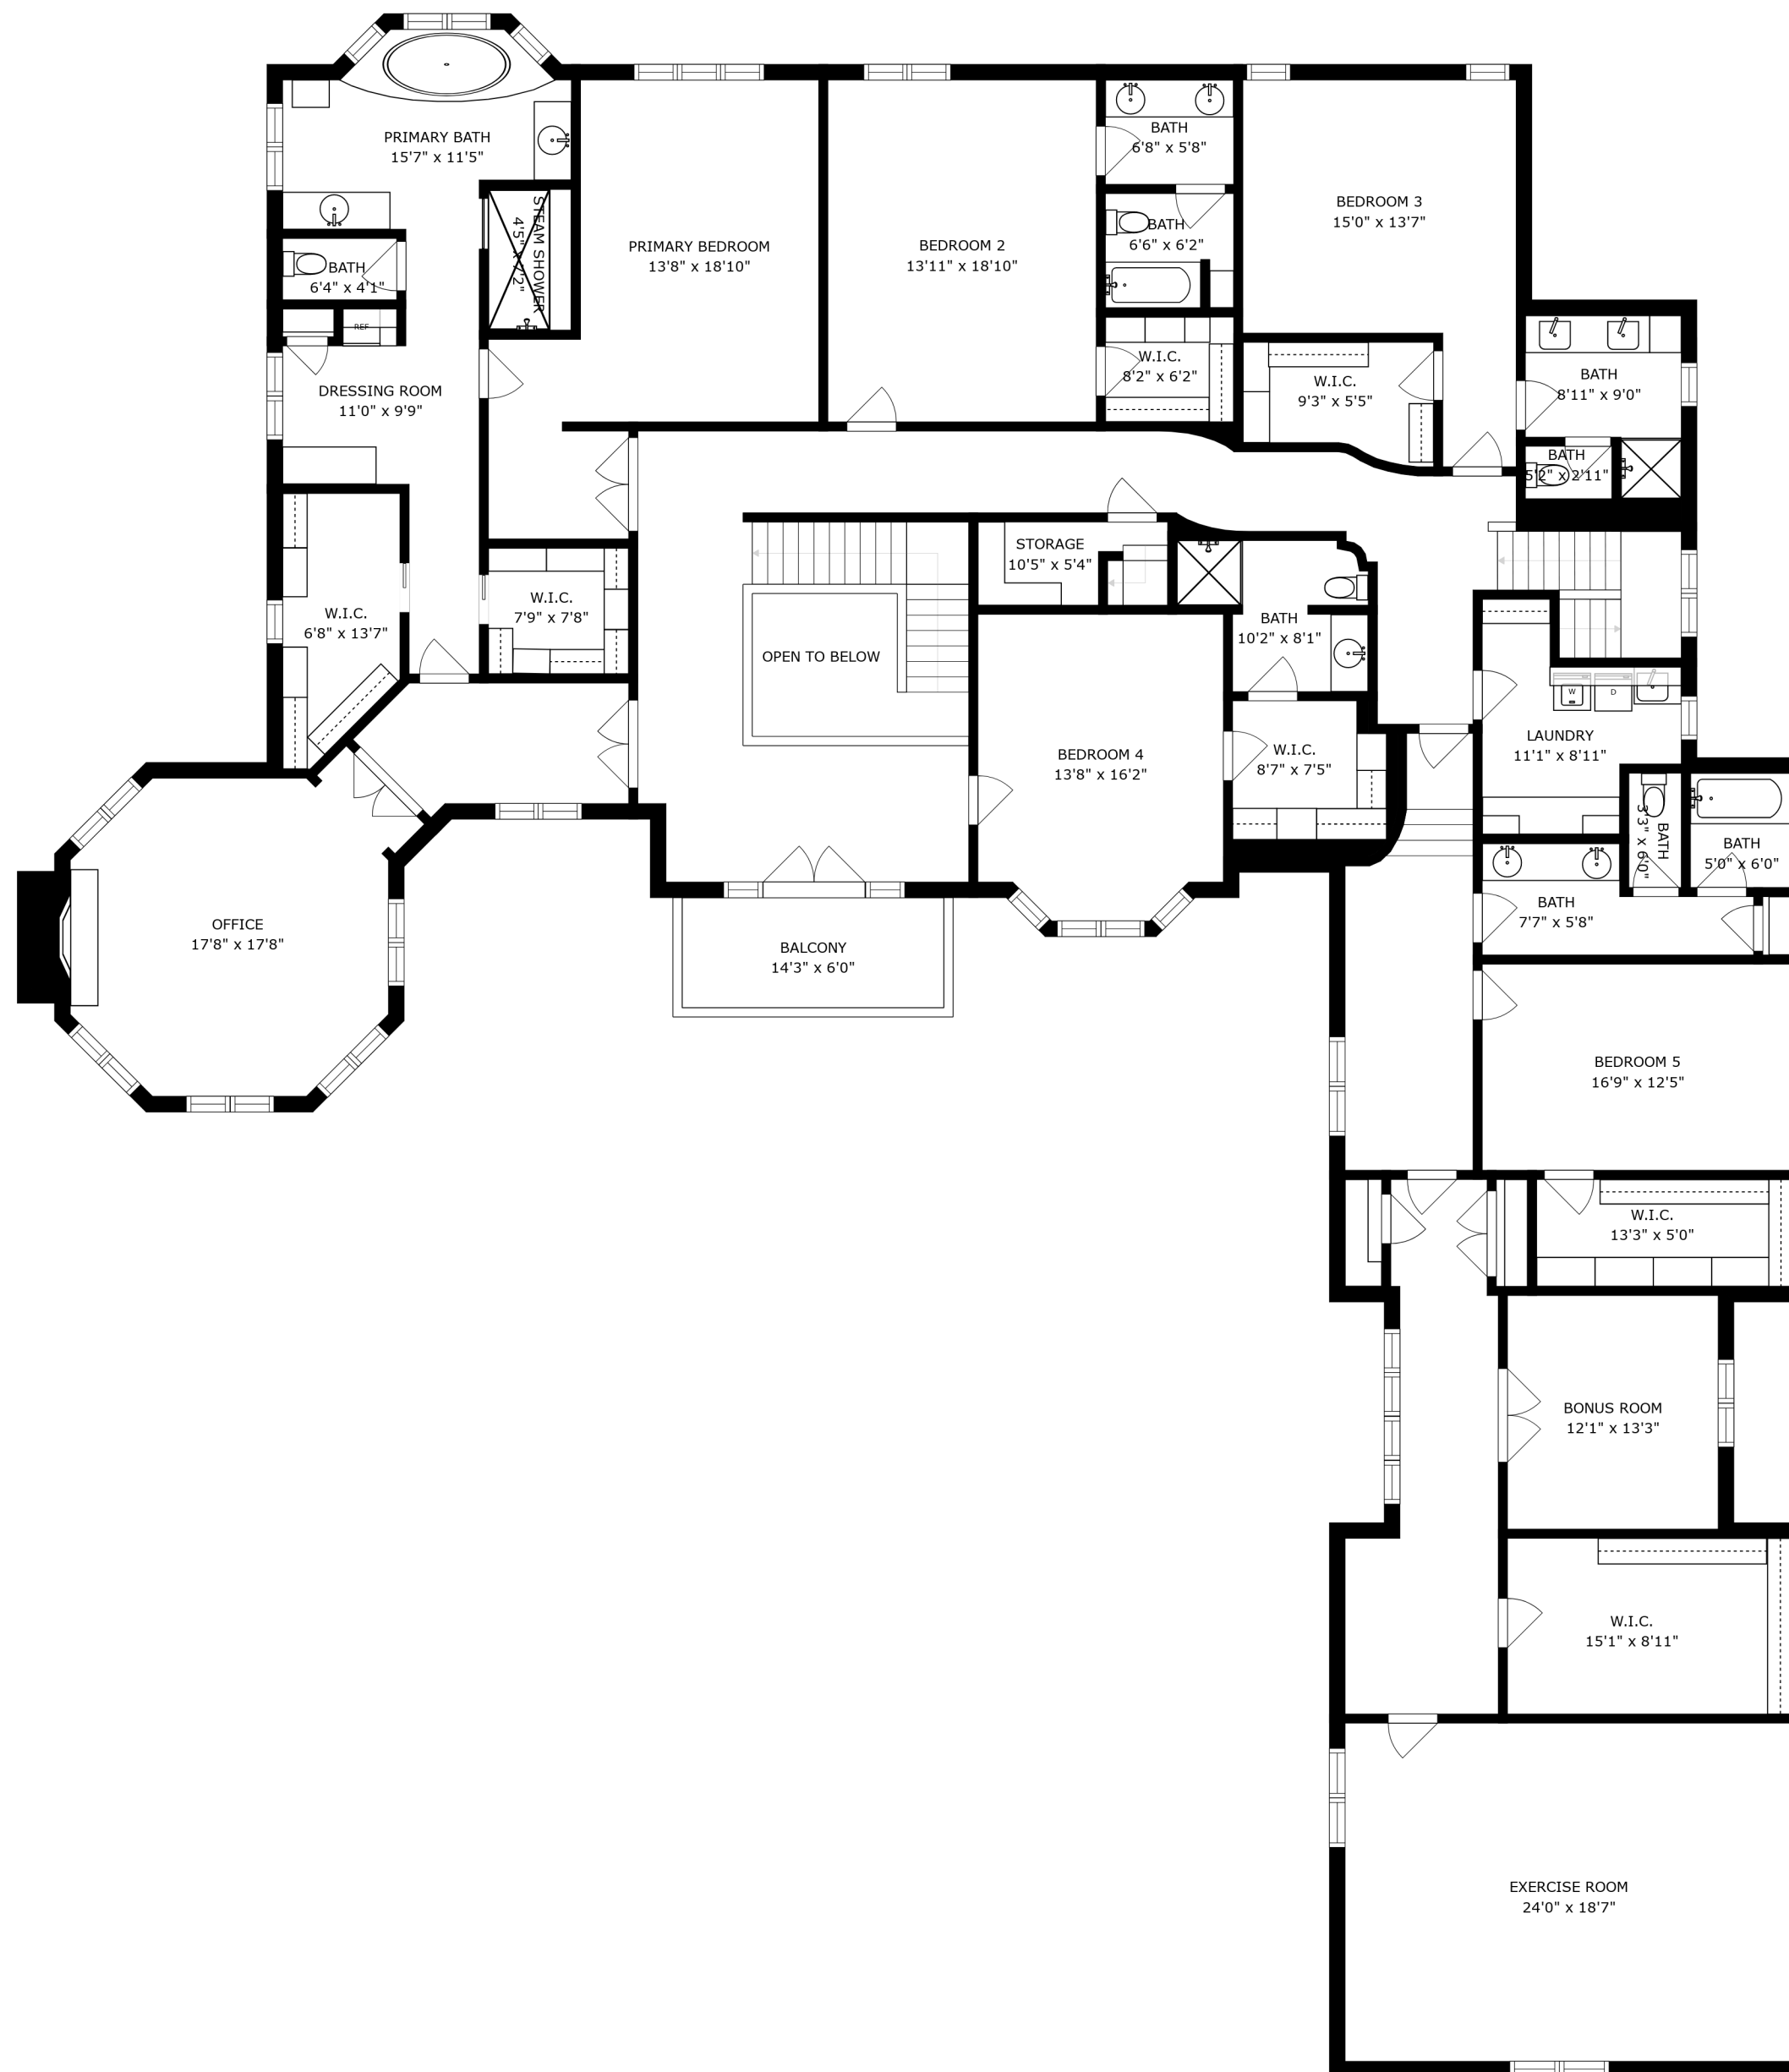 PRIMARY BATH
15'7" x 11'5"
STEAM SHOWER
4'5" x 7'2"
BATH
6'4" x 4'1"
REF
DRESSING ROOM
11'0" x 9'9"
PRIMARY BEDROOM
13'8" x 18'10"
BEDROOM 2
13'11" x 18'10"
BATH
6'8" x 5'8"
BATH
6'6" x 6'2"
W.I.C.
8'2" x 6'2"
BEDROOM 3
15'0" x 13'7"
W.I.C.
9'3" x 5'5"
BATH
8'11" x 9'0"
BATH
5'2" x 2'11"
W.I.C.
6'8" x 13'7"
W.I.C.
7'9" x 7'8"
OPEN TO BELOW
STORAGE
10'5" x 5'4"
BATH
10'2" x 8'1"
BEDROOM 4
13'8" x 16'2"
W.I.C.
8'7" x 7'5"
W
D
LAUNDRY
11'1" x 8'11"
BATH
3'3" x 6'0"
BATH
5'0" x 6'0"
BATH
7'7" x 5'8"
OFFICE
17'8" x 17'8"
BALCONY
14'3" x 6'0"
BEDROOM 5
16'9" x 12'5"
W.I.C.
13'3" x 5'0"
BONUS ROOM
12'1" x 13'3"
W.I.C.
15'1" x 8'11"
EXERCISE ROOM
24'0" x 18'7"